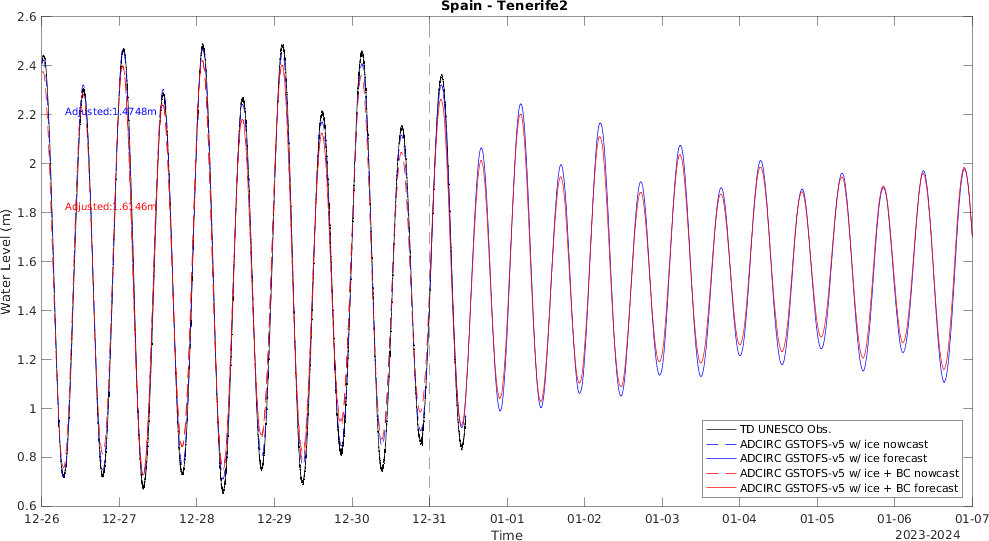 Spain - Tenerife2
2.6
2.4
2.2
2
1.8
1.6
1.4
1.2
1
0.8
0.6
Water Level (m)
Adjusted:1.4748m
Adjusted:1.6146m
TD UNESCO Obs.
ADCIRC GSTOFS-v5 w/ ice nowcast
ADCIRC GSTOFS-v5 w/ ice forecast
ADCIRC GSTOFS-v5 w/ ice + BC nowcast
ADCIRC GSTOFS-v5 w/ ice + BC forecast
12-26 12-27 12-28 12-29 12-30 12-31 01-01 01-02 01-03 01-04 01-05 01-06 01-07
Time
2023-2024